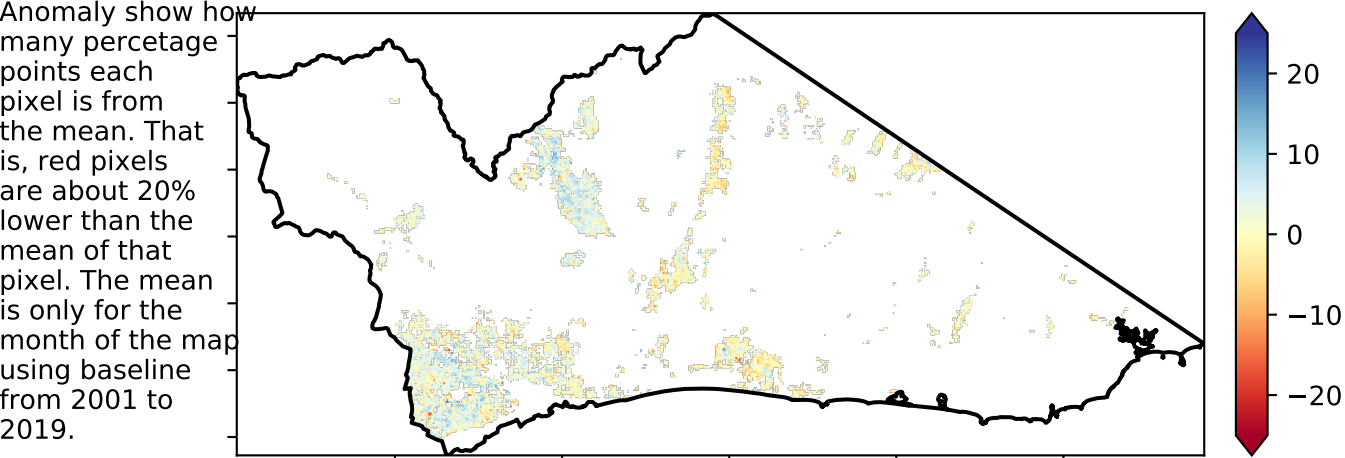 Anomaly show how
many percetage
points each
pixel is from
the mean. That
is, red pixels
are about 20%
lower than the
mean of that
pixel. The mean
is only for the
month of the map
using baseline
from 2001 to
2019.
20
10
0
−10
−20